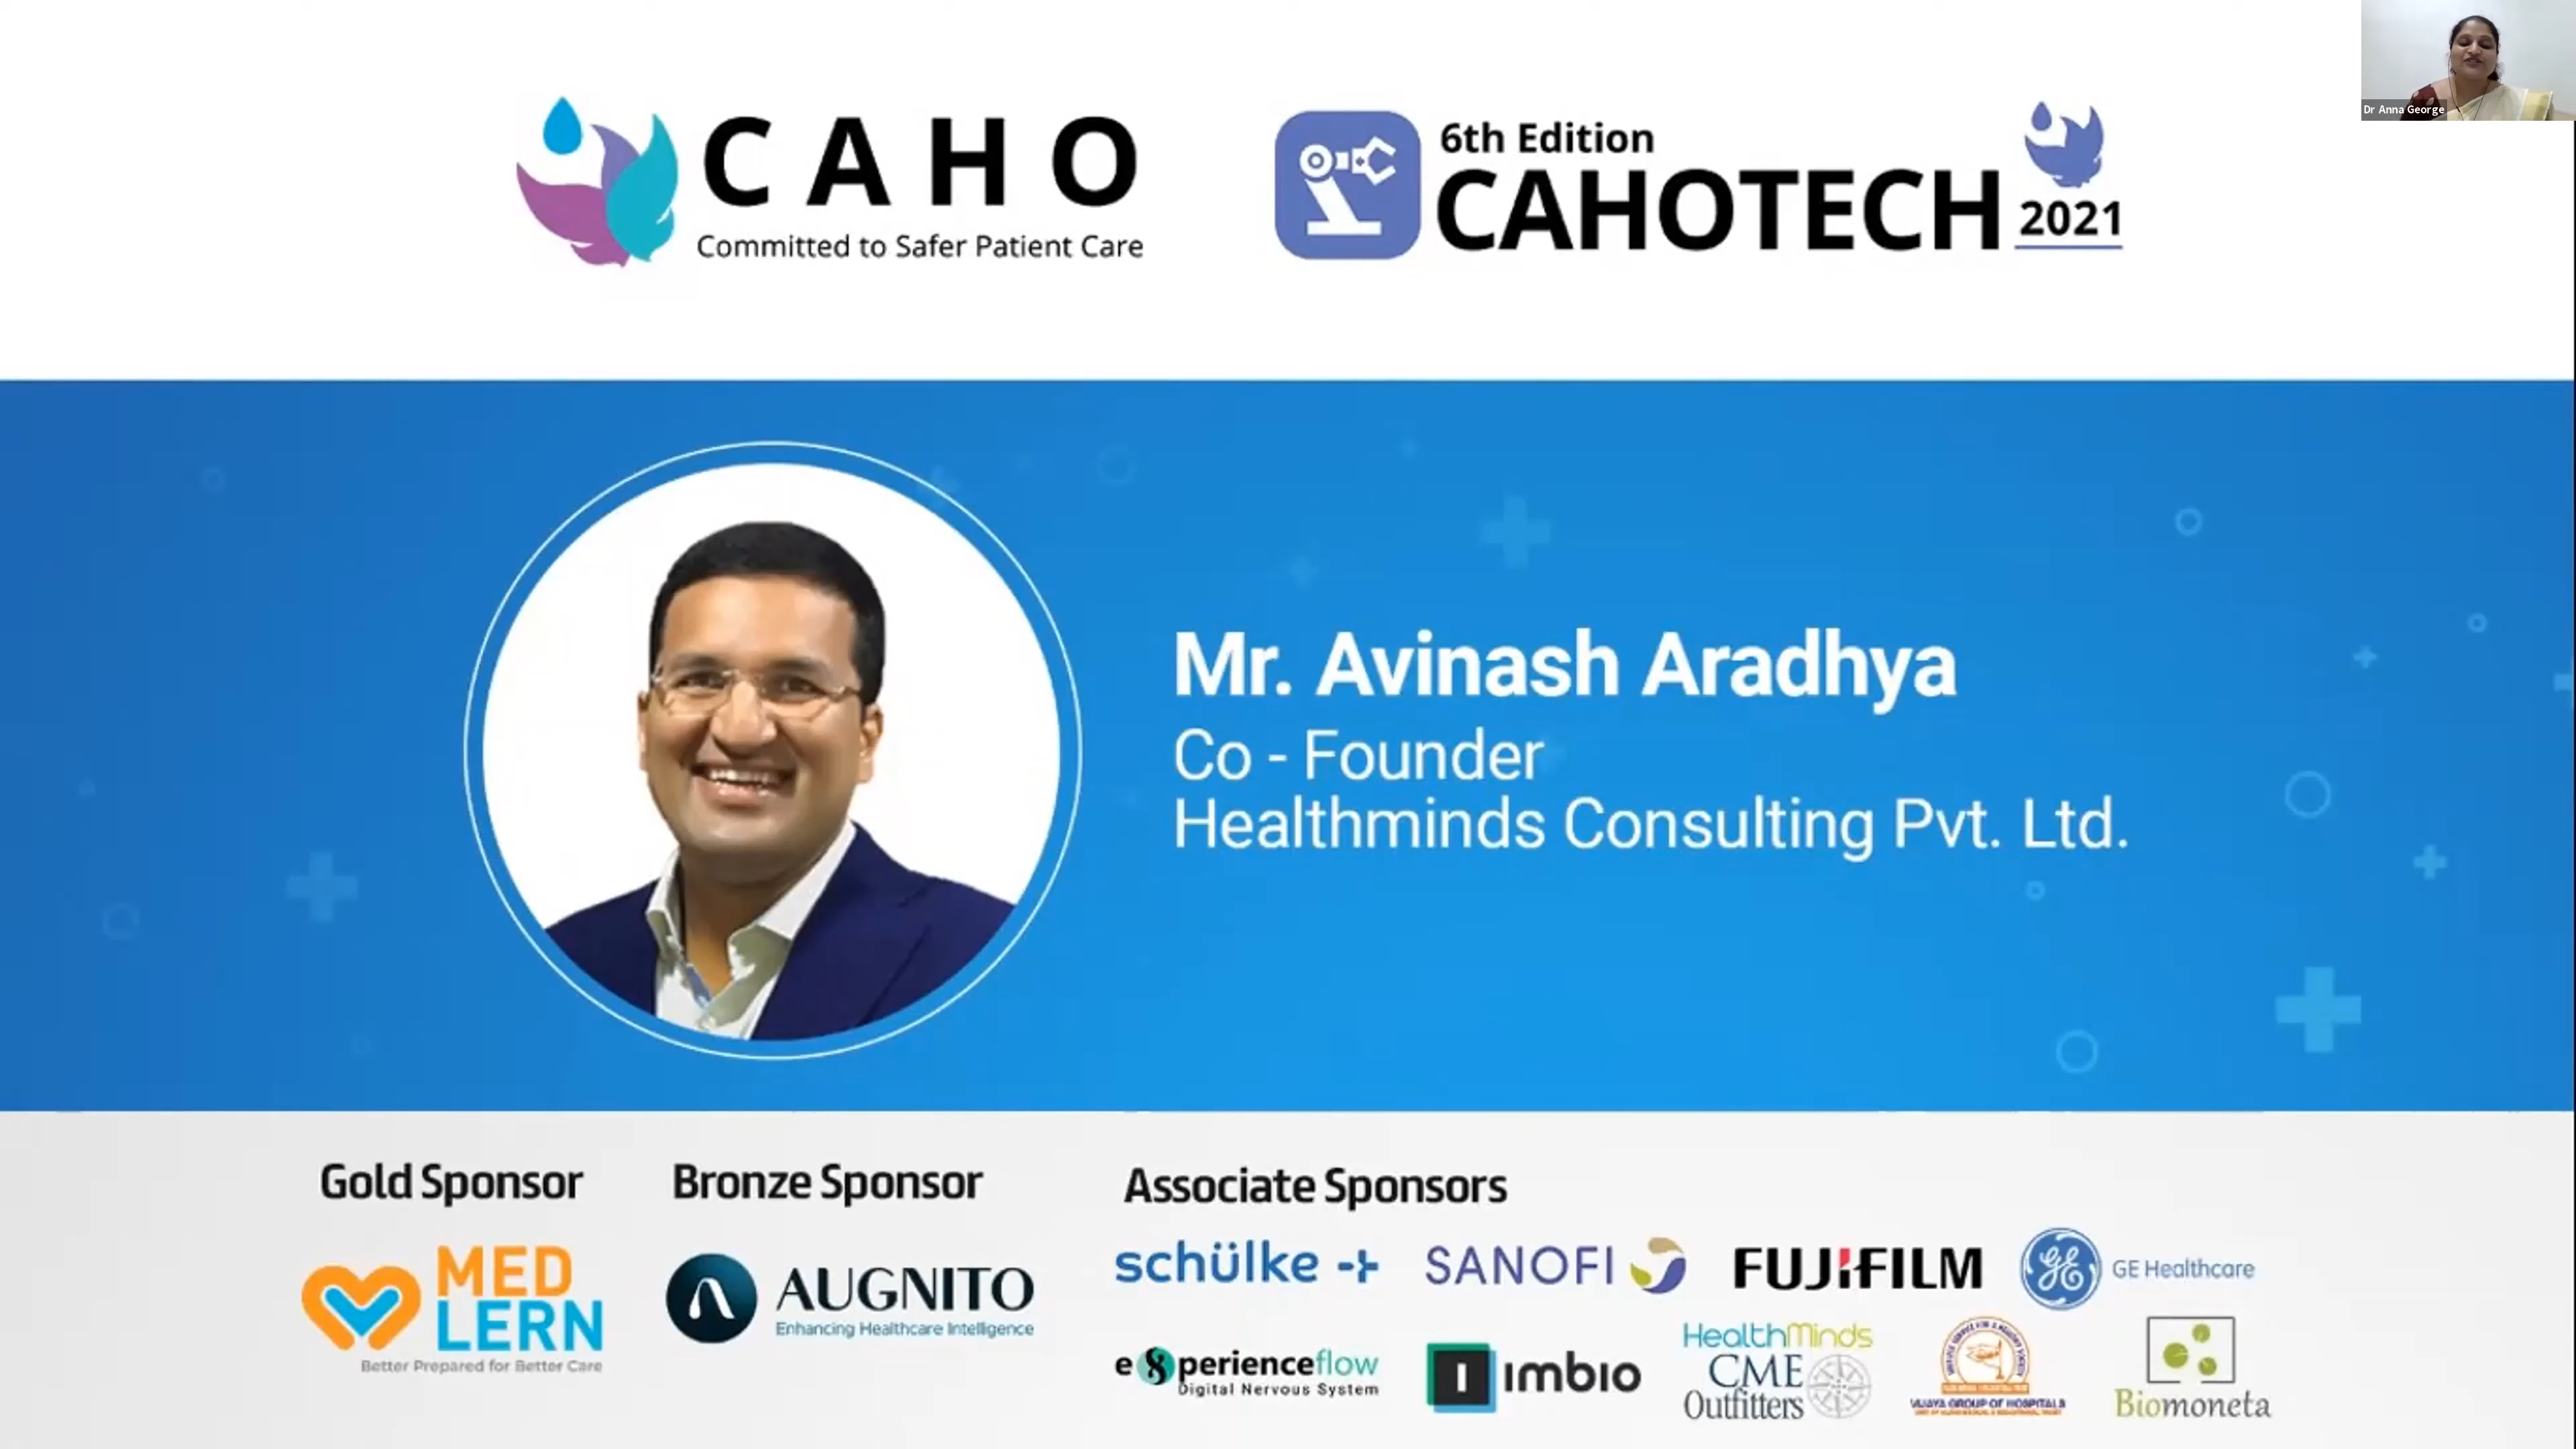 Dr Anna George
CAHO
Committed to Safer Patient Care
6th Edition
CAHOTECH
2021
Mr. Avinash Aradhya
Co - Founder
Healthminds Consulting Pvt. Ltd.
Gold Sponsor
MED
LERN
Better Prepared for Better Care
Bronze Sponsor
AUGNITO
Enhancing Healthcare Intelligence
Associate Sponsors
schülke
SANOFI
FUJIFILM
GE
GE Healthcare
experienceflow
Digital Nervous System
I
imbio
HealthMinds
CME
Outfitters
VIJAYA GROUP OF HOSPITALS
Biomoneta